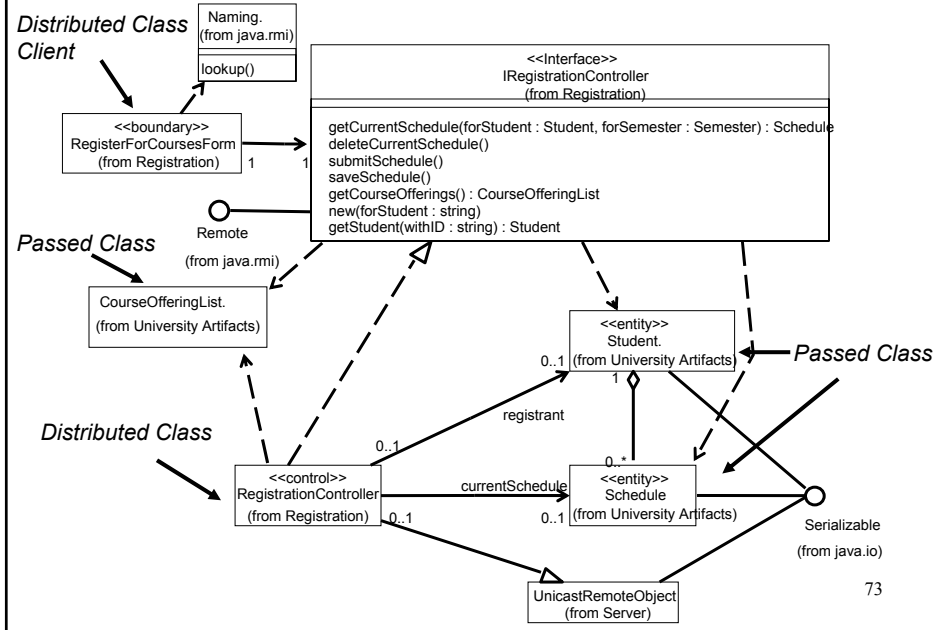 Distributed Class
Client
Naming.
(from java.rmi)
lookup()
<<Interface>>
IRegistrationController
(from Registration)
getCurrentSchedule(forStudent : Student, forSemester : Semester) : Schedule
deleteCurrentSchedule()
submitSchedule()
saveSchedule()
getCourseOfferings() : CourseOfferingList
new(forStudent : string)
getStudent(withID : string) : Student
<<boundary>>
RegisterForCoursesForm
(from Registration)
1
1
Remote
(from java.rmi)
Passed Class
CourseOfferingList.
(from University Artifacts)
<<entity>>
Student.
(from University Artifacts)
0..1
1
Passed Class
registrant
Distributed Class
0..1
0..*
<<control>>
RegistrationController
(from Registration)
currentSchedule
0..1
0..1
<<entity>>
Schedule
(from University Artifacts)
Serializable
(from java.io)
UnicastRemoteObject
(from Server)
73